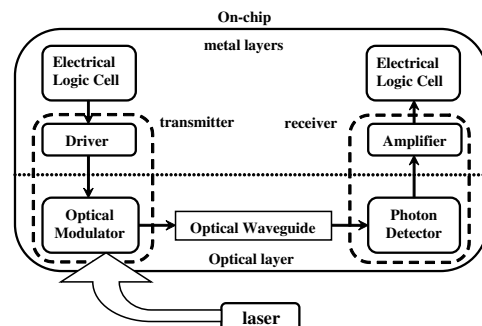 On-chip
metal layers
Electrical
Logic Cell
Electrical
Logic Cell
transmitter
receiver
Driver
Amplifier
Optical
Modulator
Optical Waveguide
Photon
Detector
Optical layer
laser